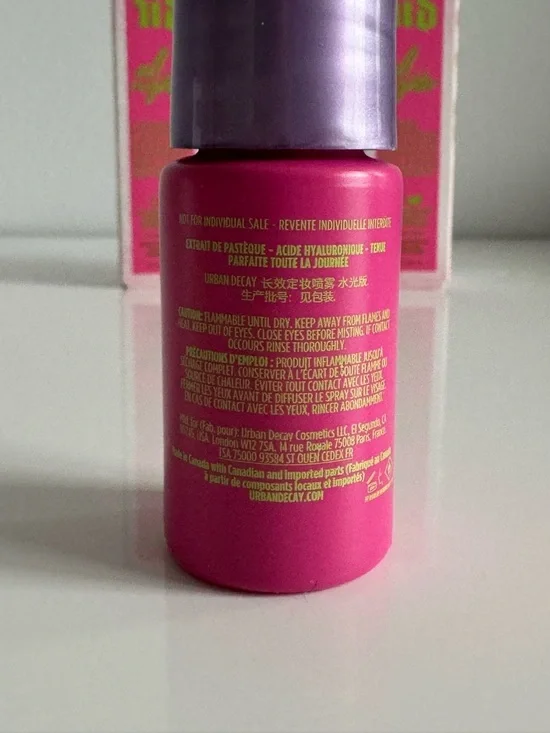 NOT FOR INDIVIDUAL SALE - REVENTE INDIVIDUELLE INTERDITE
EXTRAIT DE PASTÈQUE - ACIDE HYALURONIQUE - TENUE
PARFAITE TOUTE LA JOURNÉE
URBAN DECAY 长效定妆喷雾 水光版
生产批号: 见包装
CAUTION: FLAMMABLE UNTIL DRY. KEEP AWAY FROM FLAMES AND
HEAT. KEEP OUT OF EYES. CLOSE EYES BEFORE MISTING. IF CONTACT
OCCOURS RINSE THOROUGHLY.
PRÉCAUTIONS D'EMPLOI : PRODUIT INFLAMMABLE JUSQU'À
SÉCHAGE COMPLET. CONSERVER À L'ÉCART DE TOUTE FLAMME OU
SOURCE DE CHALEUR. EVITER TOUT CONTACT AVEC LES YEUX.
FERMER LES YEUX AVANT DE DIFFUSER LE SPRAY SUR LE VISAGE.
EN CAS DE CONTACT AVEC LES YEUX, RINCER ABONDAMMENT.
Mfd. for (Fab. pour): Urban Decay Cosmetics LLC, El Segundo, CA
90245 USA, London W12 7SA, 14 rue Royale 75008 Paris, France
TSA 75000 93584 ST OUEN CEDEX FR
Made in Canada with Canadian and imported parts (Fabriqué au Canada
à partir de composants locaux et importés)
URBANDECAY.COM